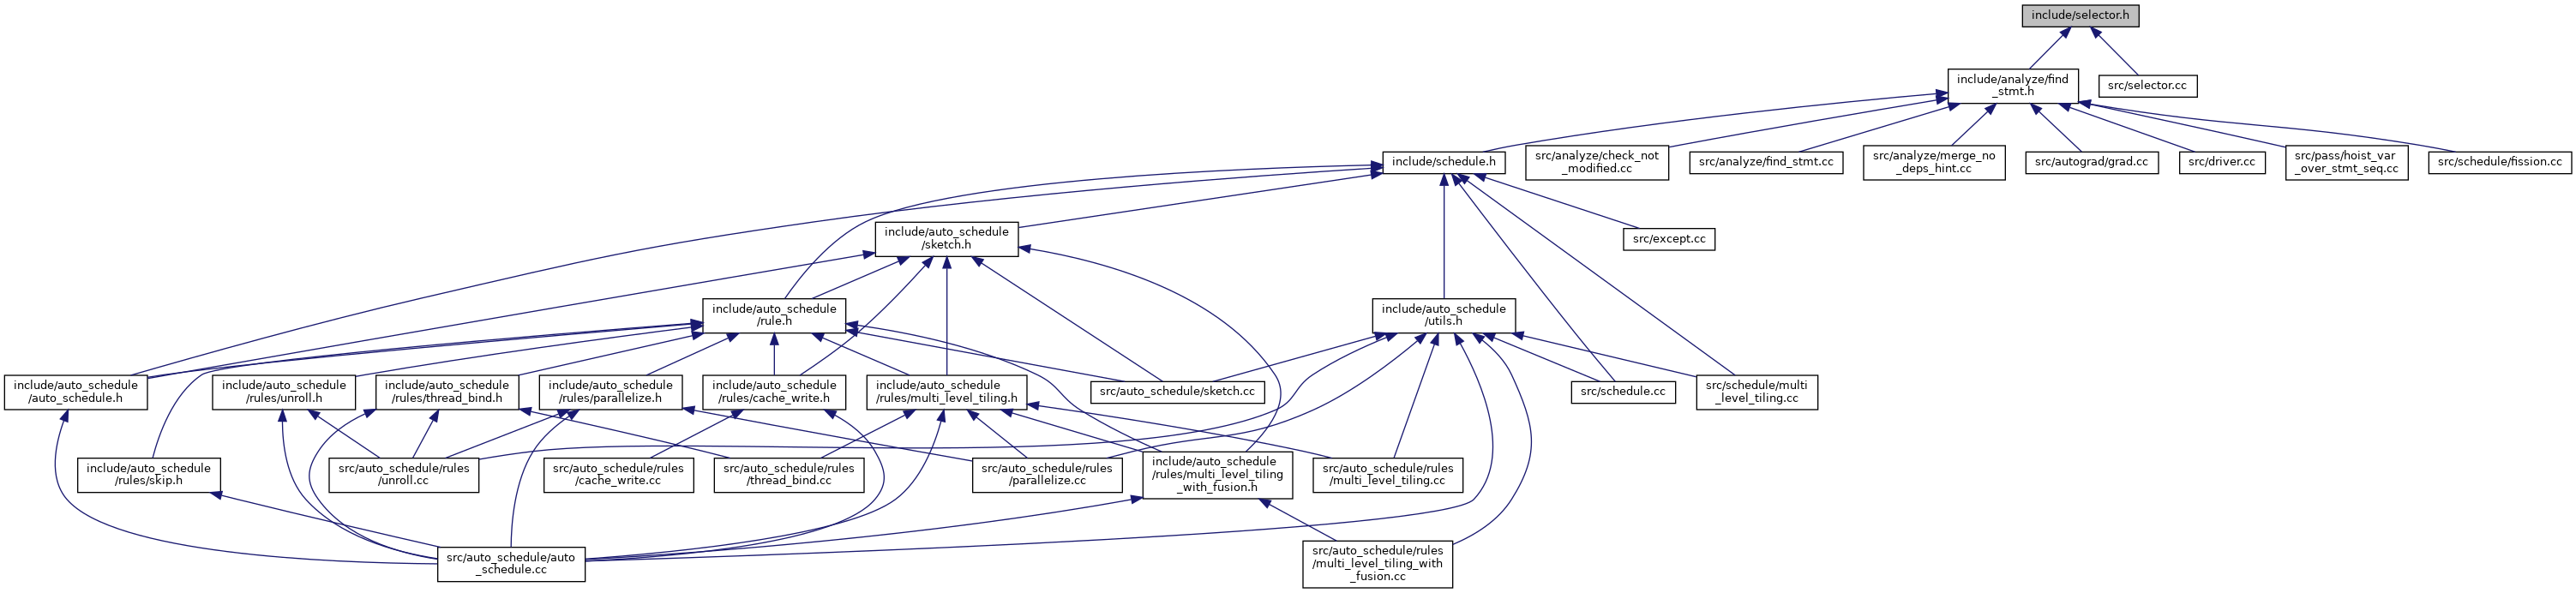 include/selector.h
include/analyze/find
_stmt.h
src/selector.cc
include/schedule.h
src/analyze/check_not
_modified.cc
src/analyze/find_stmt.cc
src/analyze/merge_no
_deps_hint.cc
src/autograd/grad.cc
src/driver.cc
src/pass/hoist_var
_over_stmt_seq.cc
src/schedule/fission.cc
include/auto_schedule
/sketch.h
src/except.cc
include/auto_schedule
/rule.h
include/auto_schedule
/utils.h
include/auto_schedule
/auto_schedule.h
include/auto_schedule
/rules/unroll.h
include/auto_schedule
/rules/thread_bind.h
include/auto_schedule
/rules/parallelize.h
include/auto_schedule
/rules/cache_write.h
include/auto_schedule
/rules/multi_level_tiling.h
src/auto_schedule/sketch.cc
src/schedule.cc
src/schedule/multi
_level_tiling.cc
include/auto_schedule
/rules/skip.h
src/auto_schedule/rules
/unroll.cc
src/auto_schedule/rules
/cache_write.cc
src/auto_schedule/rules
/thread_bind.cc
src/auto_schedule/rules
/parallelize.cc
include/auto_schedule
/rules/multi_level_tiling
_with_fusion.h
src/auto_schedule/rules
/multi_level_tiling.cc
src/auto_schedule/auto
_schedule.cc
src/auto_schedule/rules
/multi_level_tiling_with
_fusion.cc